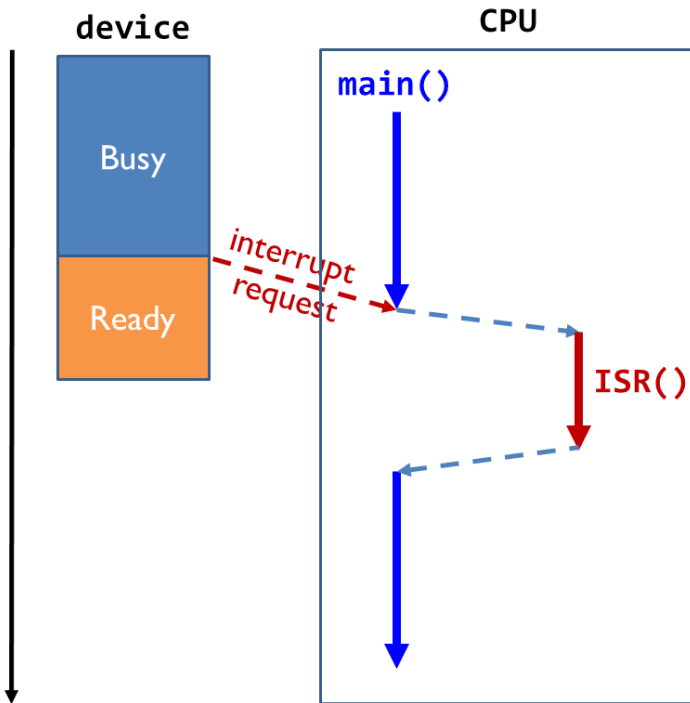 device
CPU
main()
Busy
interrupt
request
Ready
ISR()